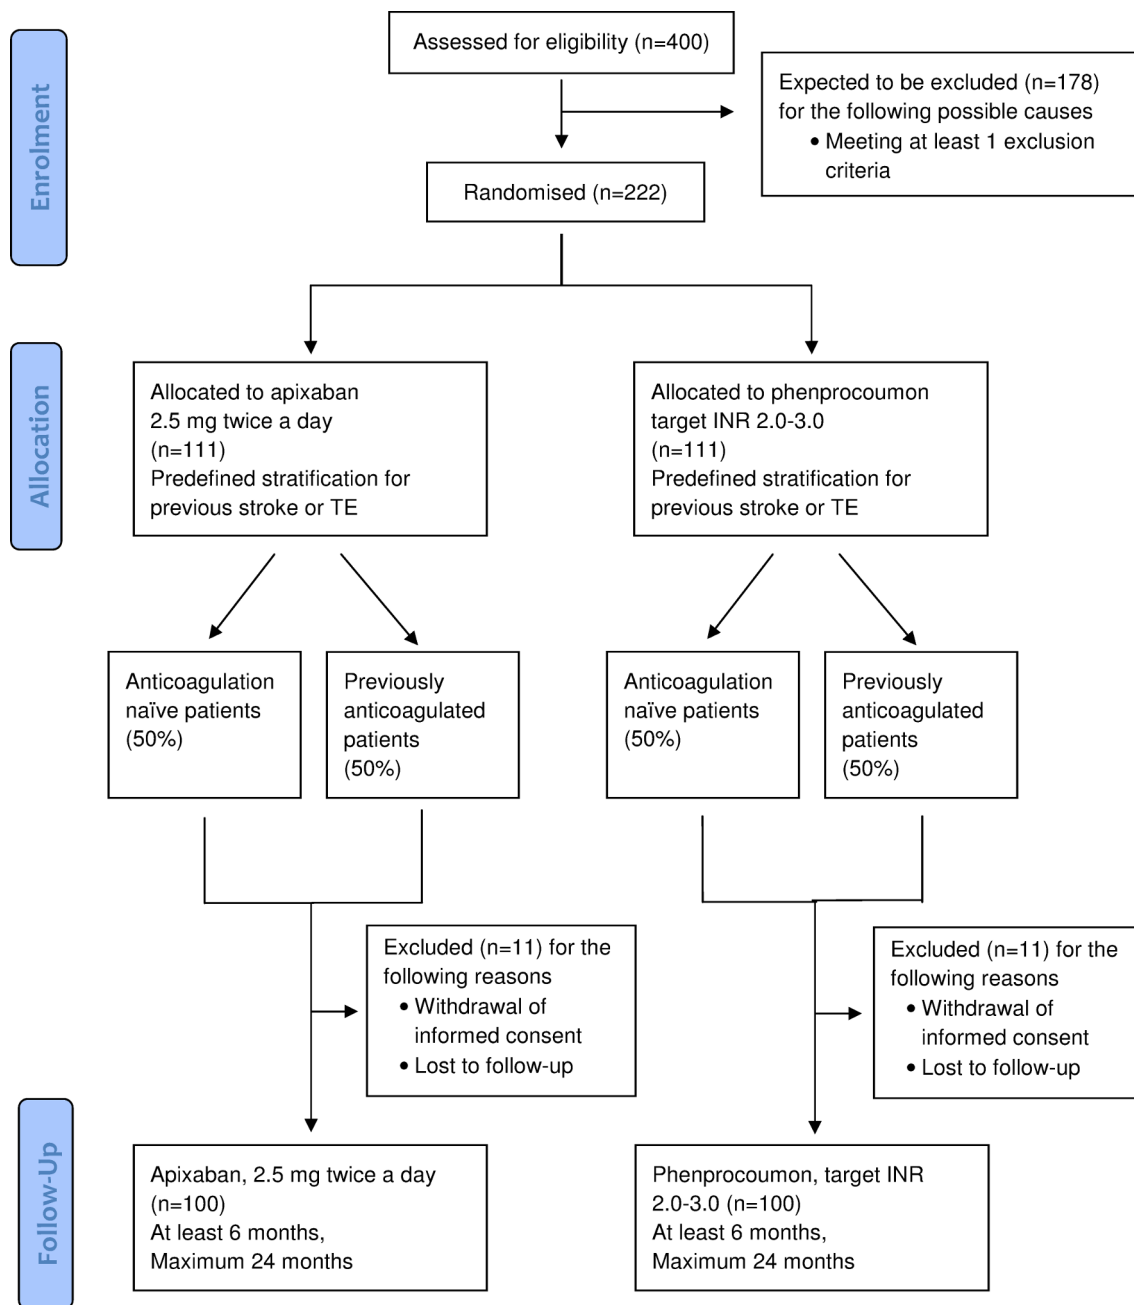 Assessed for eligibility (n=400)
Expected to be excluded (n=178)
for the following possible causes
• Meeting at least 1 exclusion
criteria
Enrolment
Randomised (n=222)
Allocation
Allocated to apixaban
2.5 mg twice a day
(n=111)
Predefined stratification for
previous stroke or TE
Allocated to phenprocoumon
target INR 2.0-3.0
(n=111)
Predefined stratification for
previous stroke or TE
Anticoagulation
naïve patients
(50%)
Previously
anticoagulated
patients
(50%)
Anticoagulation
naïve patients
(50%)
Previously
anticoagulated
patients
(50%)
Excluded (n=11) for the
following reasons
• Withdrawal of
informed consent
• Lost to follow-up
Excluded (n=11) for the
following reasons
• Withdrawal of
informed consent
• Lost to follow-up
Follow-Up
Apixaban, 2.5 mg twice a day
(n=100)
At least 6 months,
Maximum 24 months
Phenprocoumon, target INR
2.0-3.0 (n=100)
At least 6 months,
Maximum 24 months